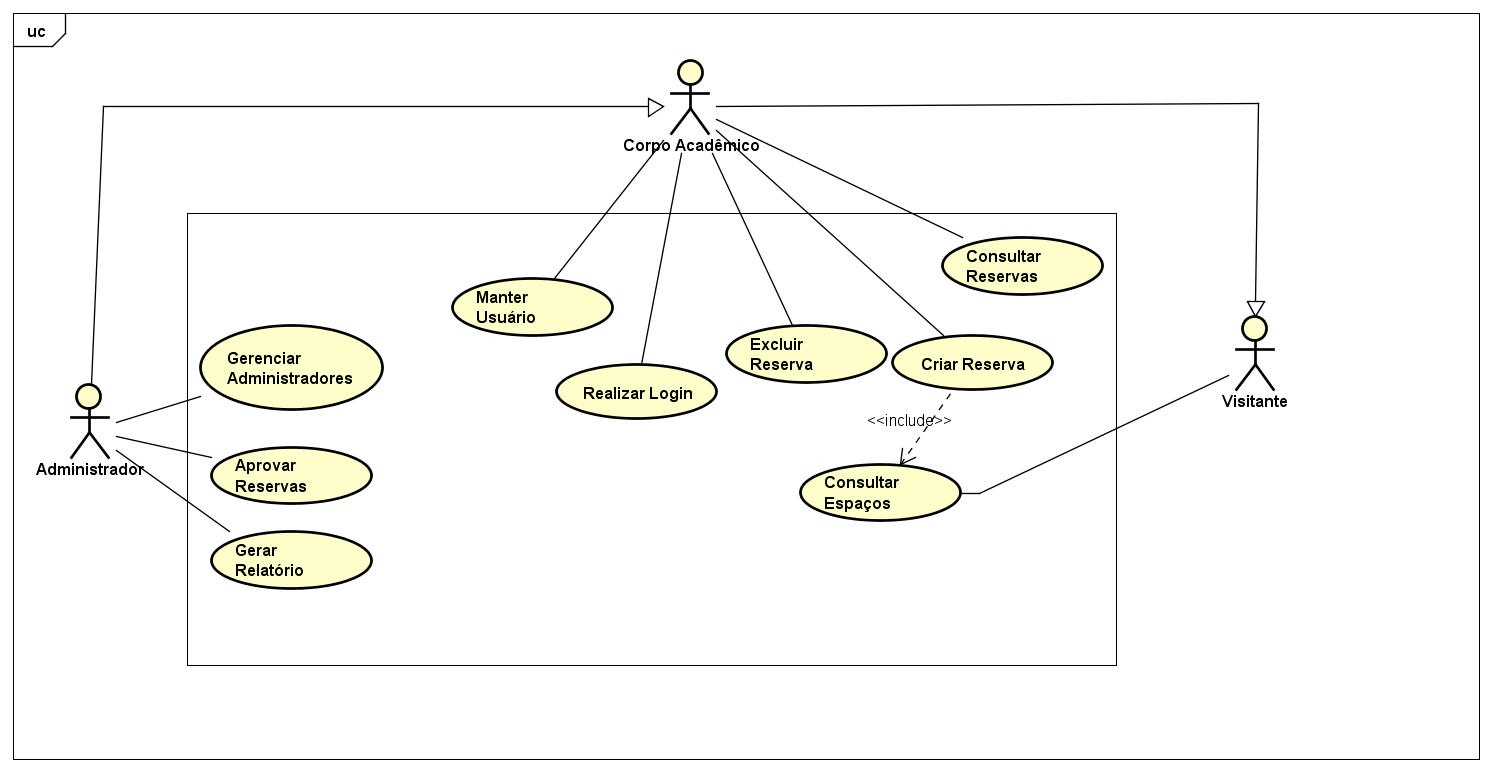 uc
Corpo Acadêmico
Consultar
Reservas
Manter
Usuário
Excluir
Reserva
Criar Reserva
Gerenciar
Administradores
Realizar Login
Visitante
<<include>>
Administrador
Aprovar
Reservas
Consultar
Espaços
Gerar
Relatório